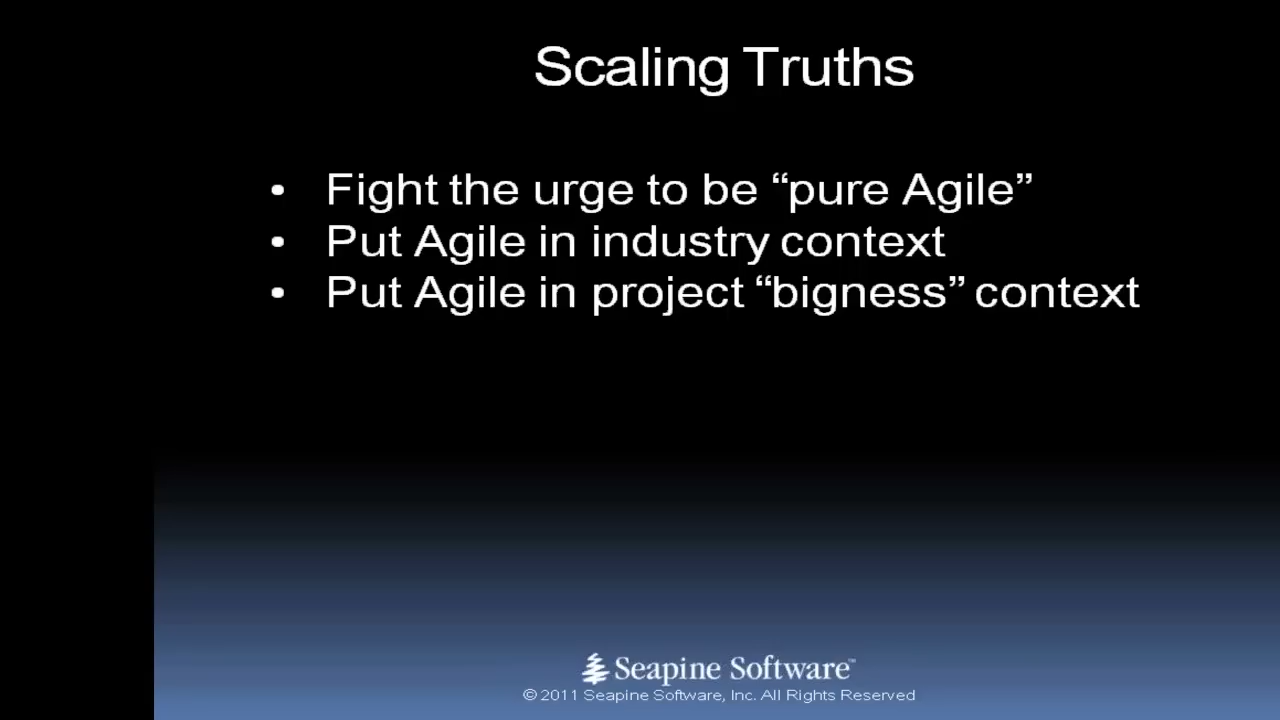 Scaling Truths
• Fight the urge to be “pure Agile”
• Put Agile in industry context
• Put Agile in project “bigness” context
Seapine Software™
© 2011 Seapine Software, Inc. All Rights Reserved